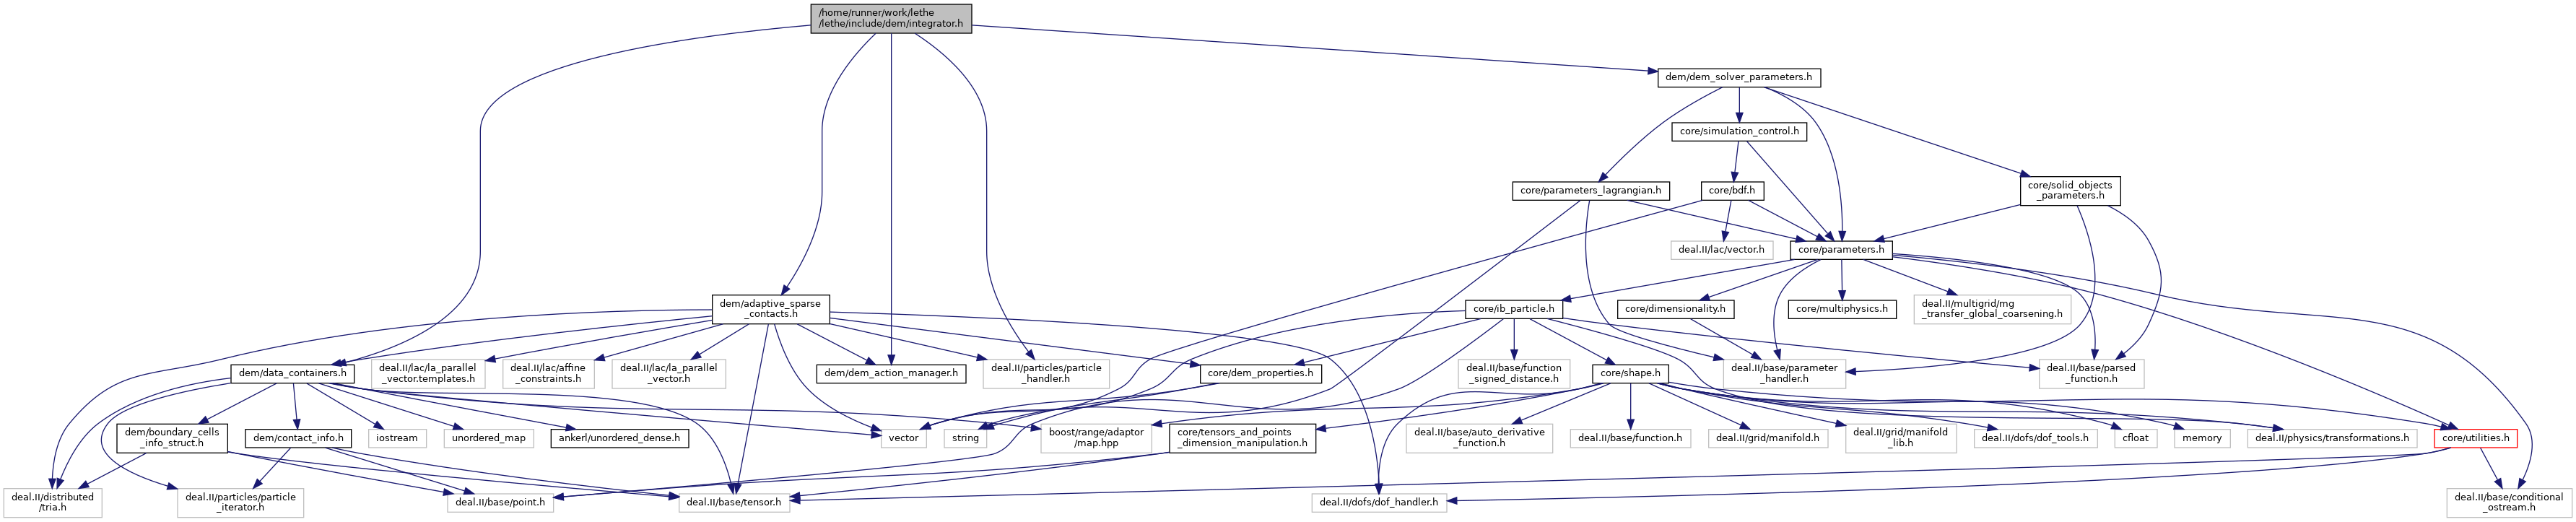 /home/runner/work/lethe
/lethe/include/dem/integrator.h
dem/dem_solver_parameters.h
core/simulation_control.h
core/parameters_lagrangian.h
core/bdf.h
core/solid_objects
_parameters.h
deal.II/lac/vector.h
core/parameters.h
dem/adaptive_sparse
_contacts.h
core/ib_particle.h
core/dimensionality.h
core/multiphysics.h
deal.II/multigrid/mg
_transfer_global_coarsening.h
dem/data_containers.h
deal.II/lac/la_parallel
_vector.templates.h
deal.II/lac/affine
_constraints.h
deal.II/lac/la_parallel
_vector.h
dem/dem_action_manager.h
deal.II/particles/particle
_handler.h
core/dem_properties.h
deal.II/base/function
_signed_distance.h
core/shape.h
deal.II/base/parameter
_handler.h
deal.II/base/parsed
_function.h
dem/boundary_cells
_info_struct.h
dem/contact_info.h
iostream
unordered_map
ankerl/unordered_dense.h
vector
string
boost/range/adaptor
/map.hpp
core/tensors_and_points
_dimension_manipulation.h
deal.II/base/auto_derivative
_function.h
deal.II/base/function.h
deal.II/grid/manifold.h
deal.II/grid/manifold
_lib.h
deal.II/dofs/dof_tools.h
cfloat
memory
deal.II/physics/transformations.h
core/utilities.h
deal.II/distributed
/tria.h
deal.II/particles/particle
_iterator.h
deal.II/base/point.h
deal.II/base/tensor.h
deal.II/dofs/dof_handler.h
deal.II/base/conditional
_ostream.h